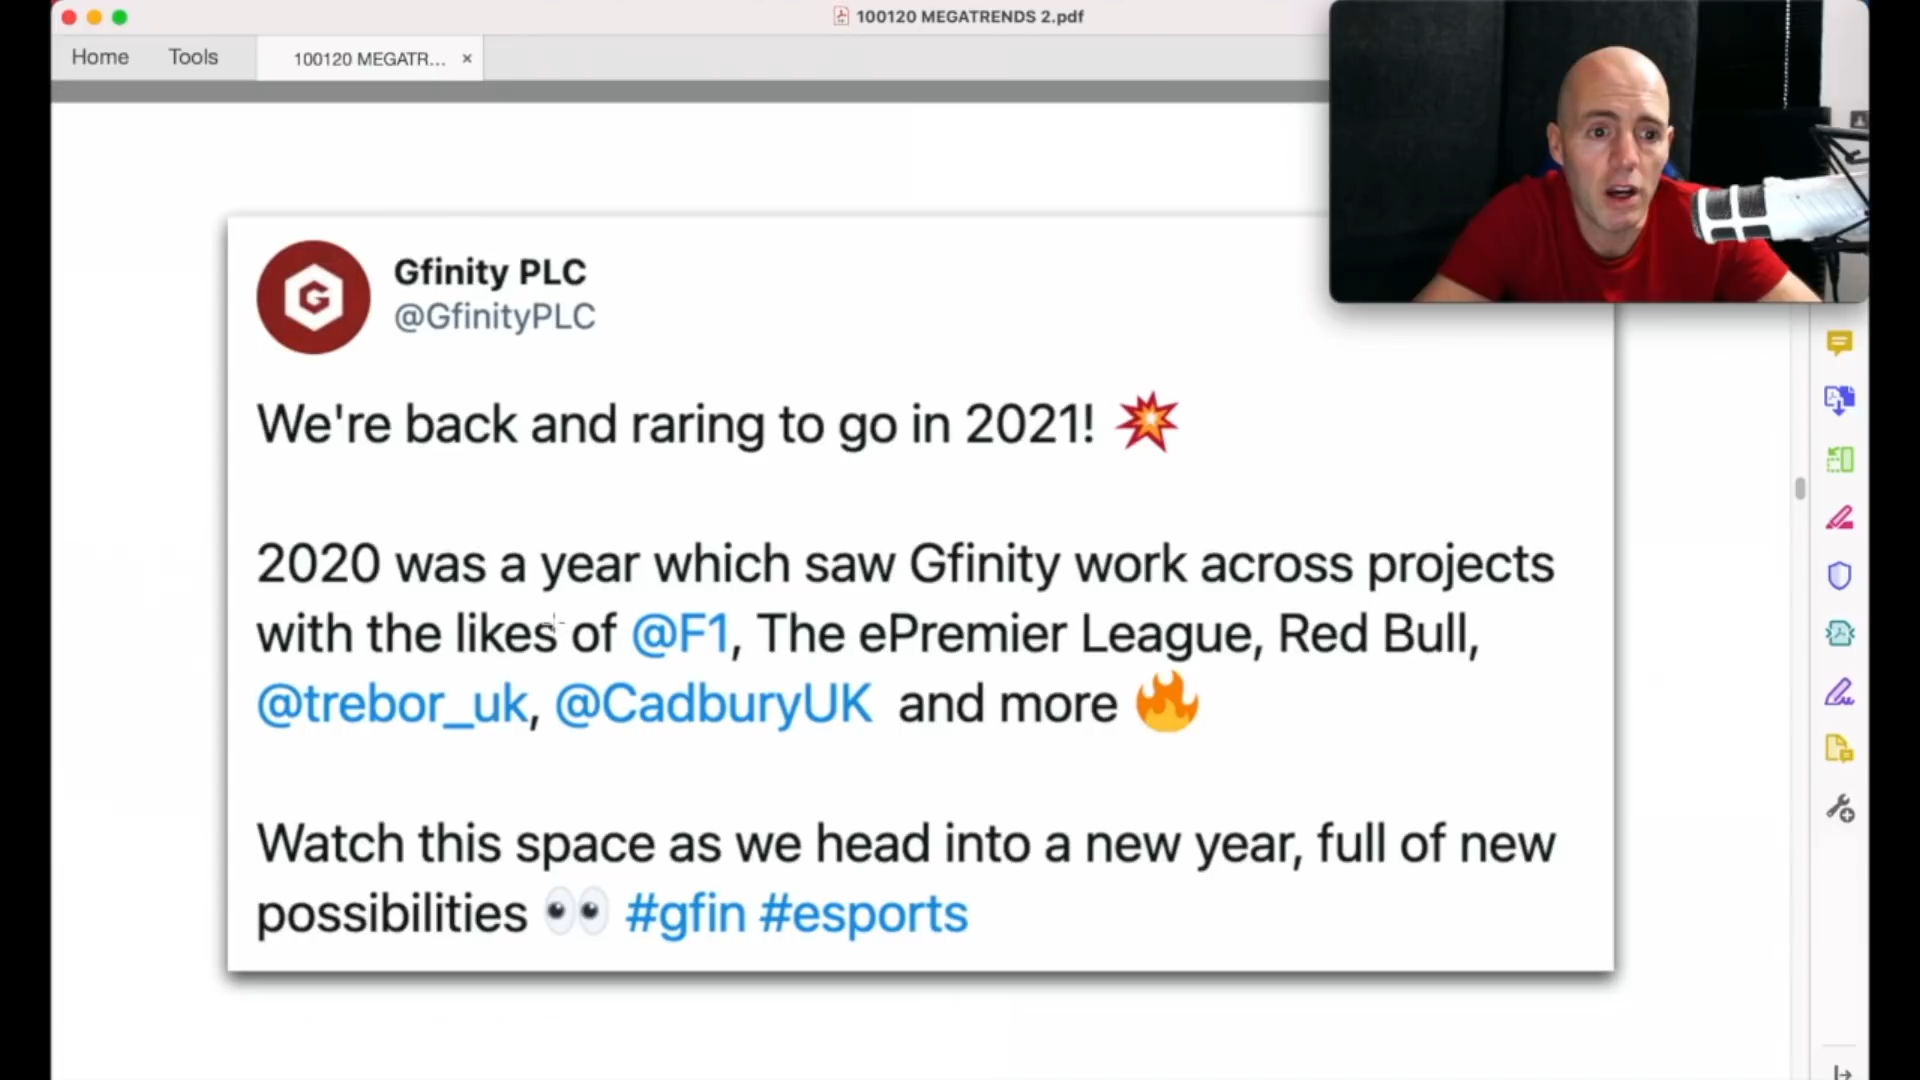 100120 MEGATRENDS 2.pdf
Home
Tools
100120 MEGATR... ×
Gfinity PLC
@GfinityPLC
We're back and raring to go in 2021! 💥
2020 was a year which saw Gfinity work across projects
with the likes of @F1, The ePremier League, Red Bull,
@trebor_uk, @CadburyUK and more 🔥
Watch this space as we head into a new year, full of new
possibilities 👀 #gfin #esports